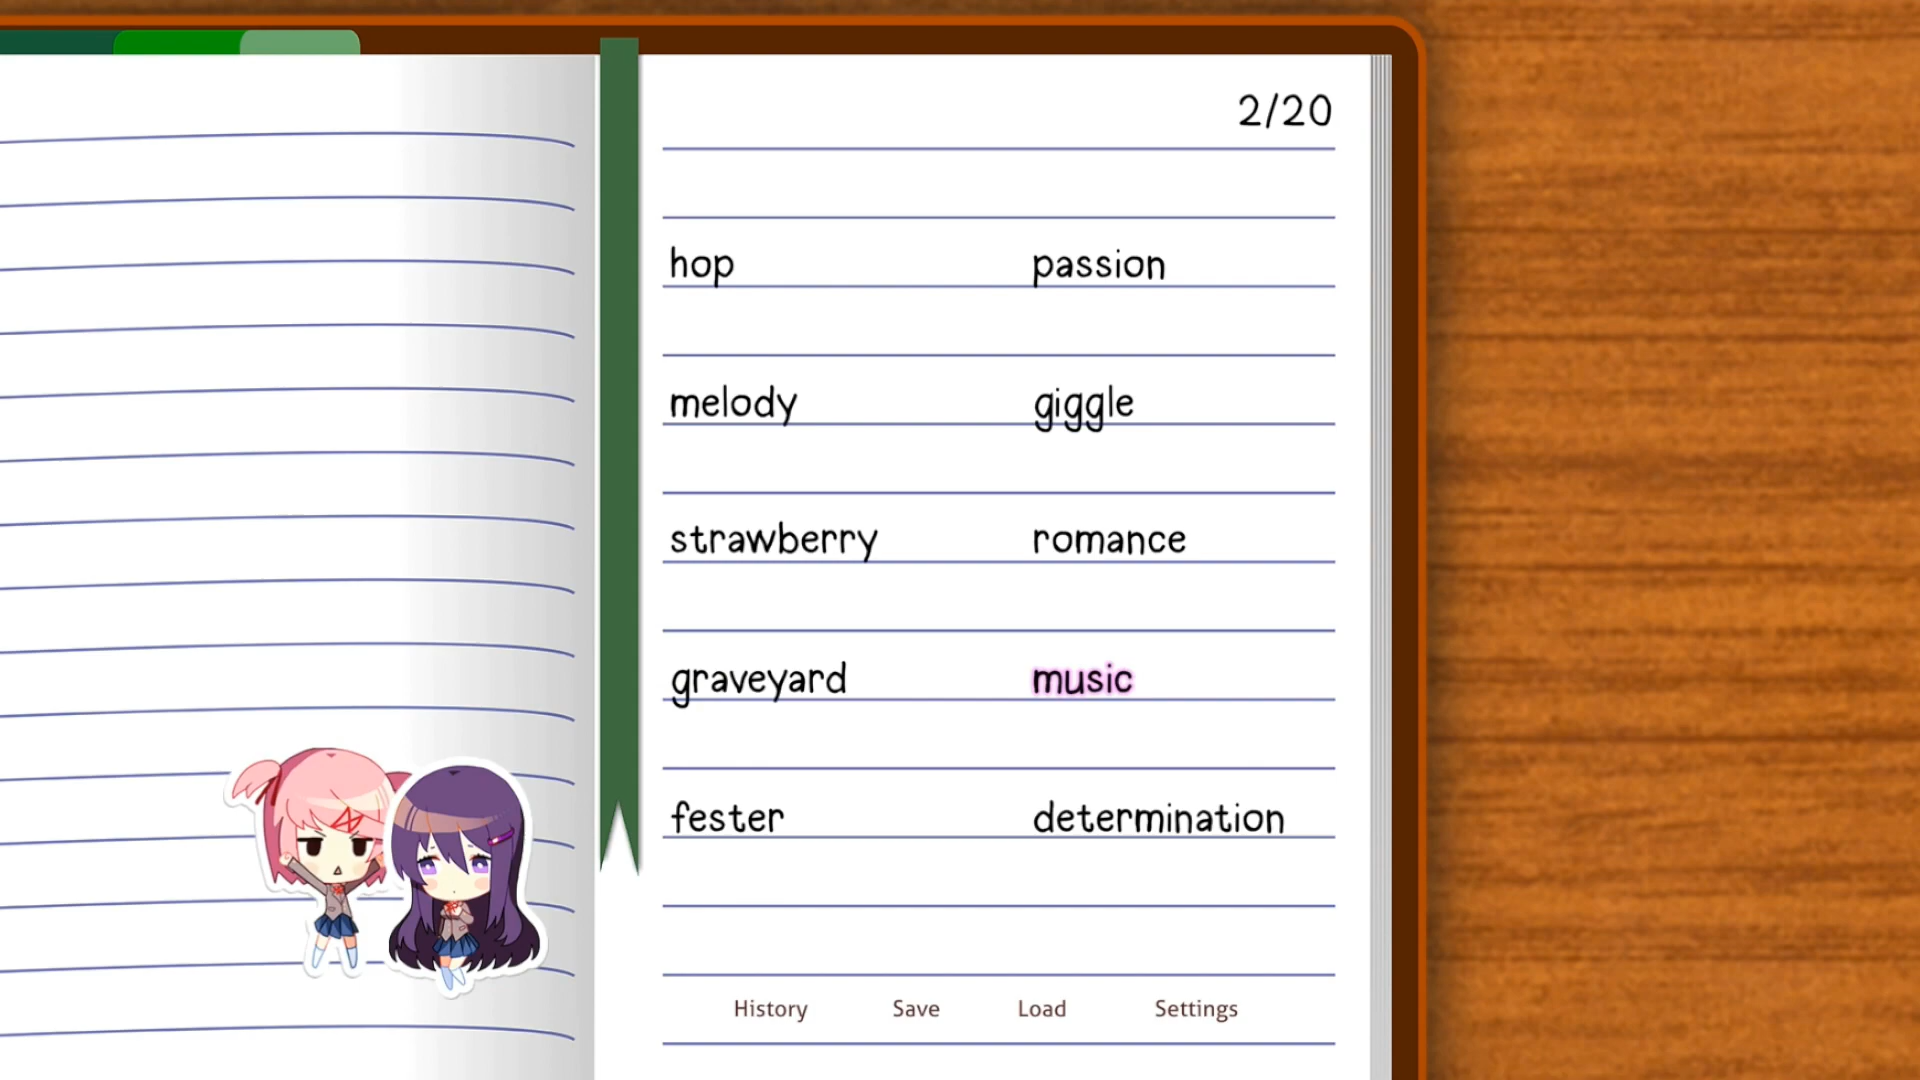 2/20
hop passion
melody giggle
strawberry romance
graveyard music
fester determination
History Save Load Settings